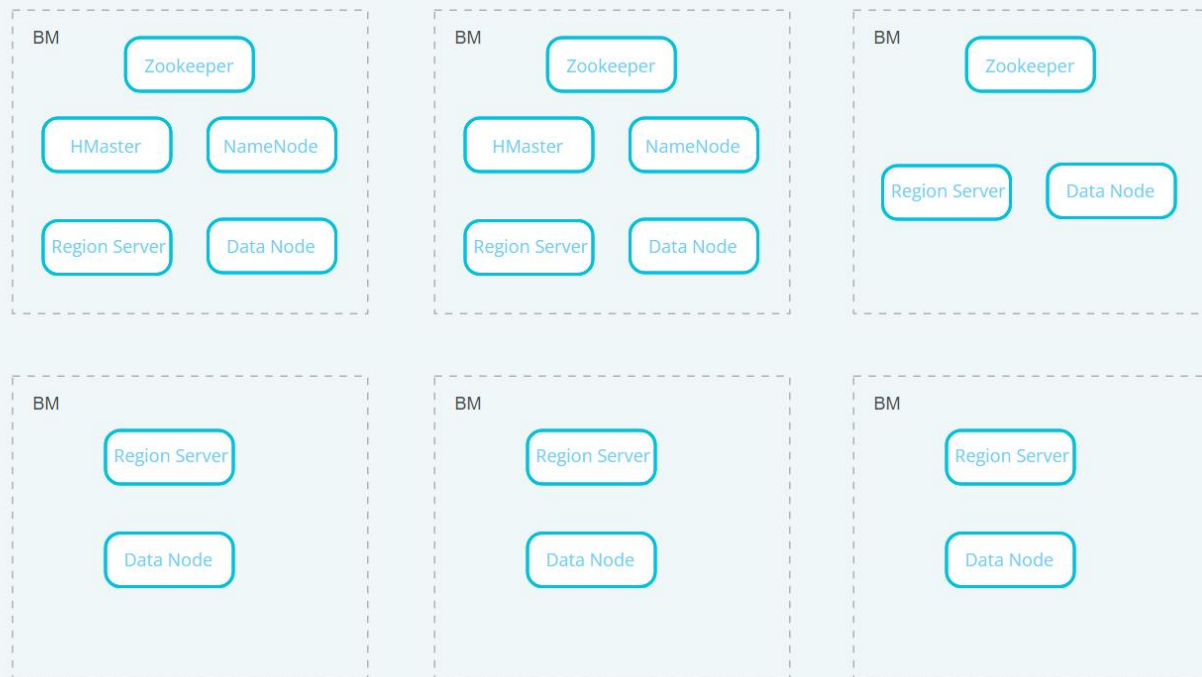 BM
Zookeeper
HMaster
NameNode
Region Server
Data Node
BM
Zookeeper
HMaster
NameNode
Region Server
Data Node
BM
Zookeeper
Region Server
Data Node
BM
Region Server
Data Node
BM
Region Server
Data Node
BM
Region Server
Data Node